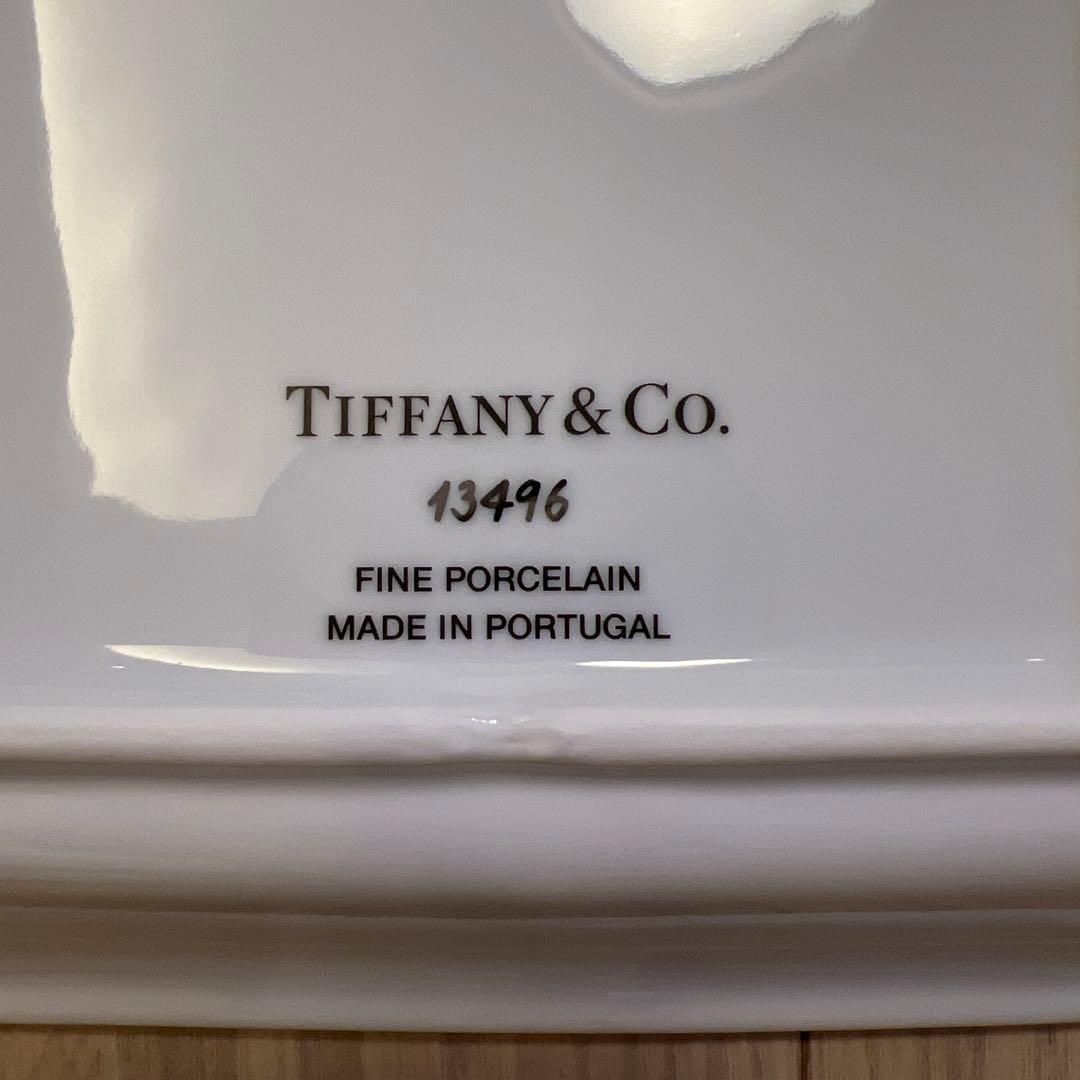 TIFFANY & CO.
13496
FINE PORCELAIN
MADE IN PORTUGAL